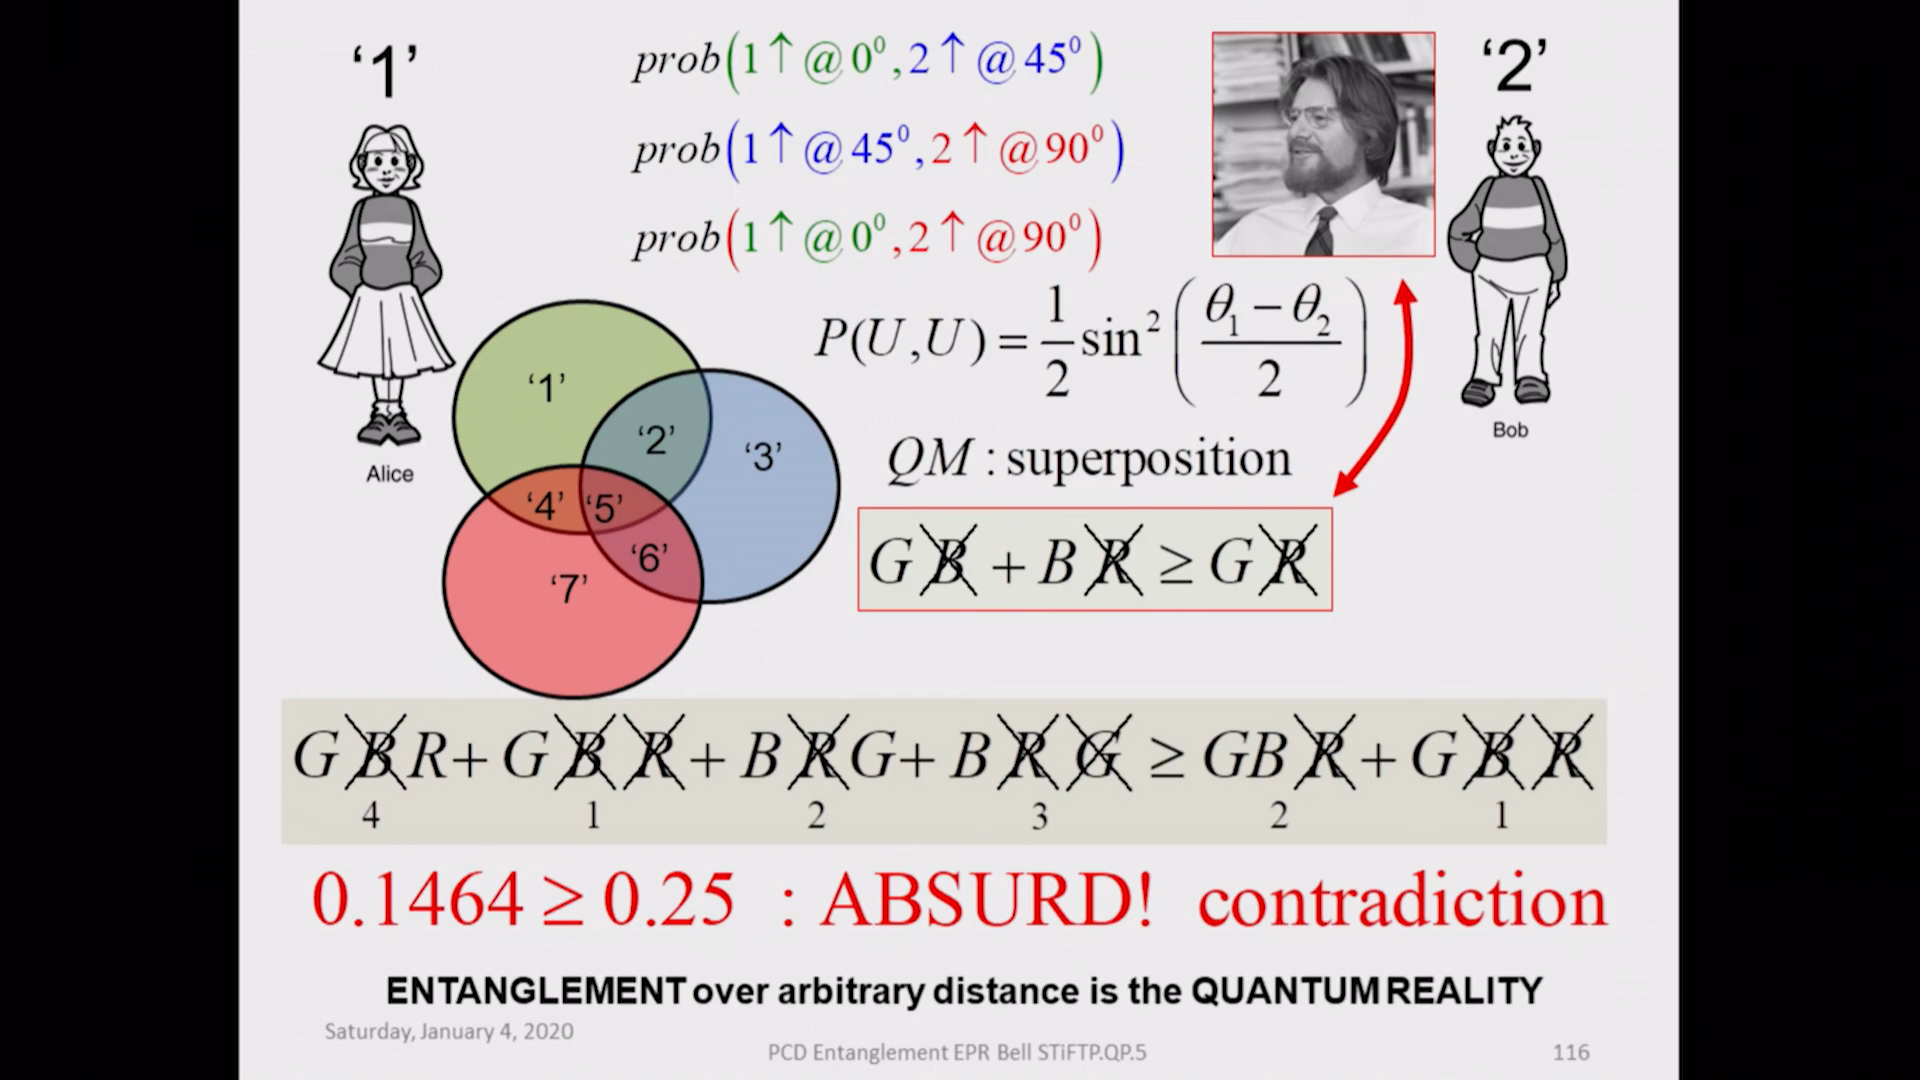 ‘1’
prob(1↑@0⁰,2↑@45⁰)
‘2’
prob(1↑@45⁰,2↑@90⁰)
prob(1↑@0⁰,2↑@90⁰)
P(U,U) = 1/2 sin²((θ₁ − θ₂)/2)
‘1’
‘2’
‘3’
‘4’
‘5’
‘6’
‘7’
Alice
Bob
QM : superposition
G B̸ + B R̸ ≥ G R̸
G B̸ R + G B̸ R̸ + B R̸ G + B R̸ G̸ ≥ GB R̸ + G B̸ R̸
4 1 2 3 2 1
0.1464 ≥ 0.25 : ABSURD! contradiction
ENTANGLEMENT over arbitrary distance is the QUANTUM REALITY
Saturday, January 4, 2020
PCD Entanglement EPR Bell STiFTP.QP.5
116